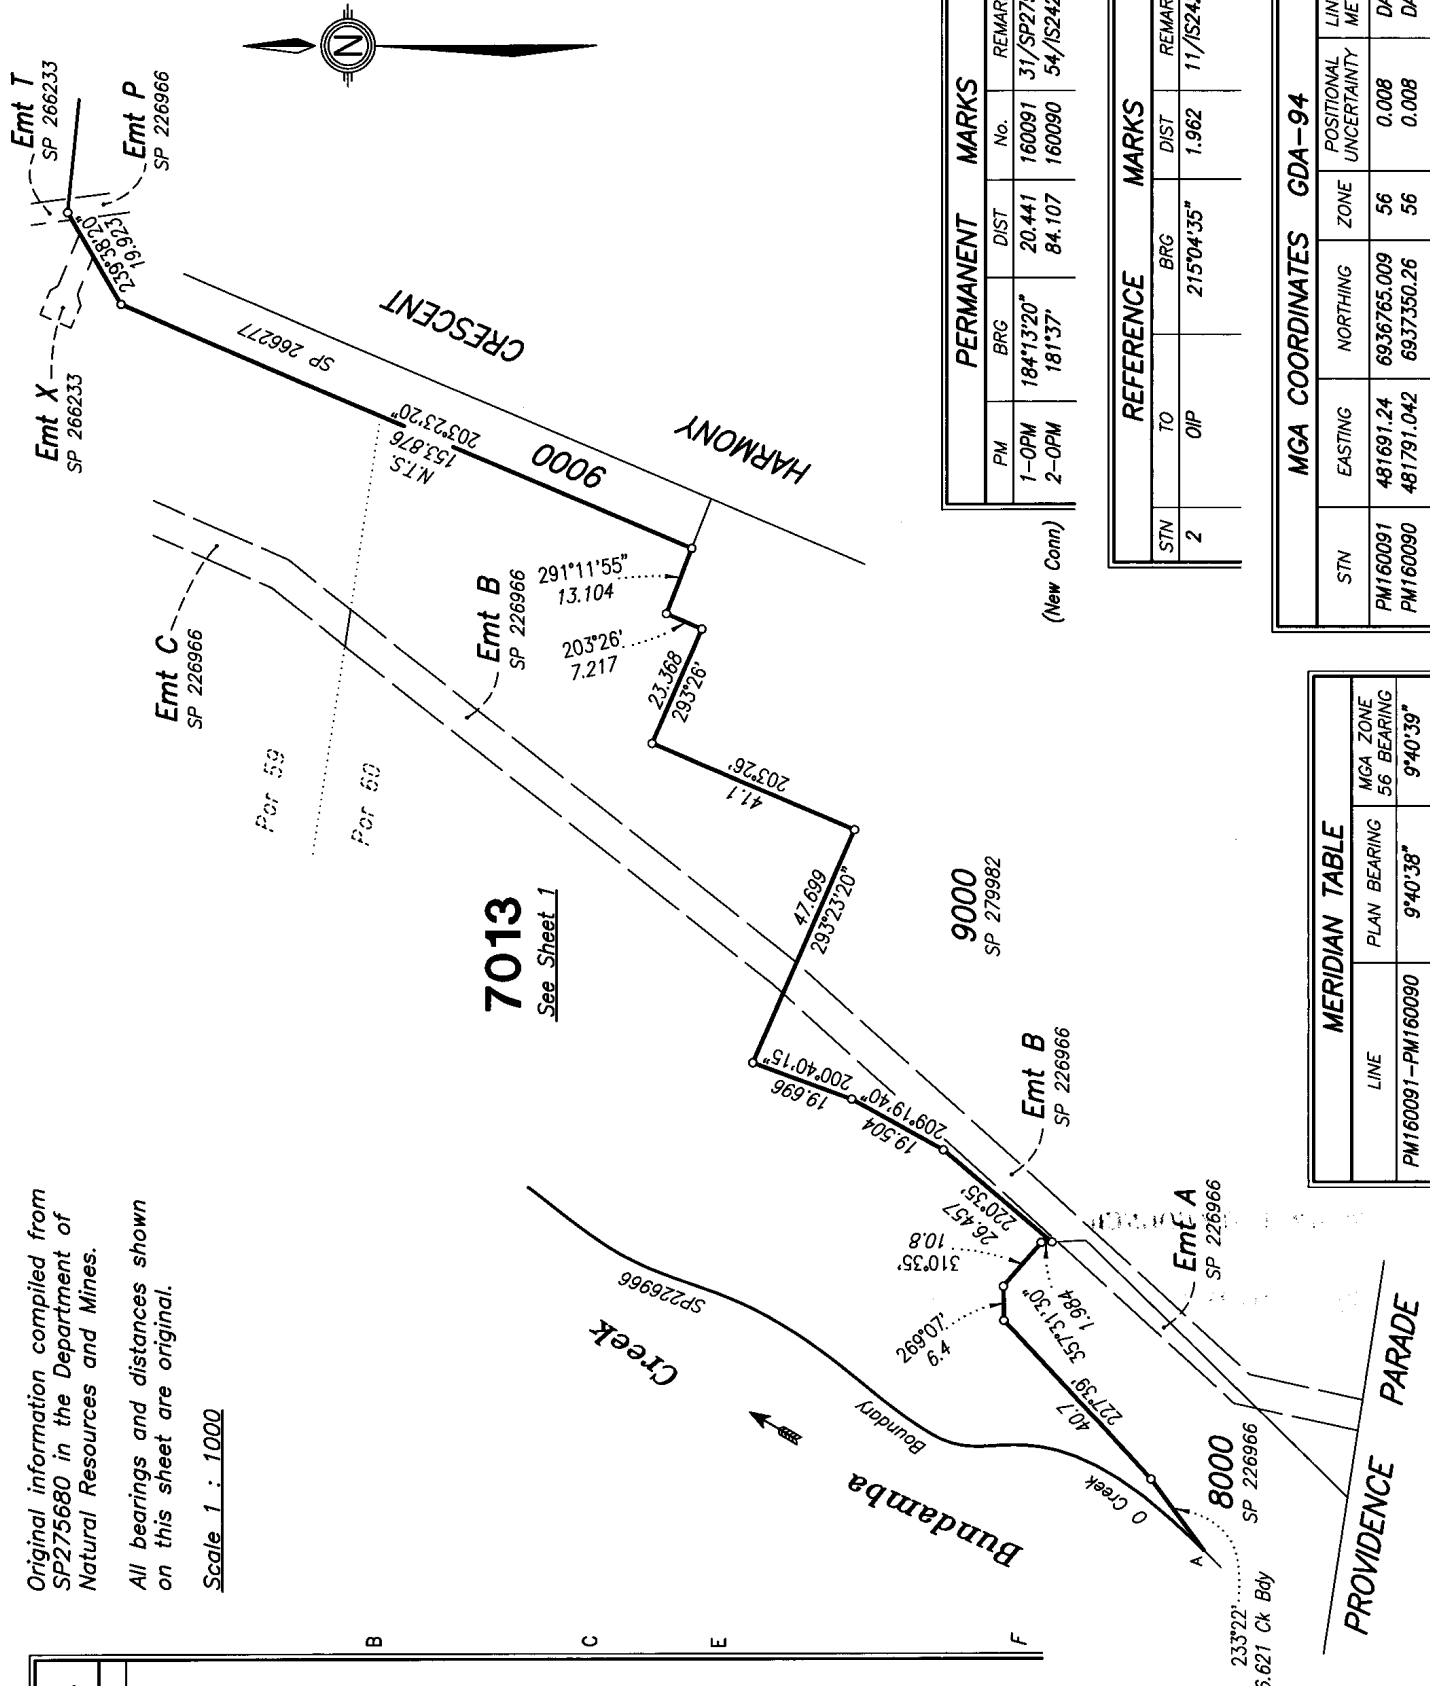 Original information compiled from
SP275680 in the Department of
Natural Resources and Mines.
All bearings and distances shown
on this sheet are original.
Scale 1 : 1000
N
Emt T
SP 266233
Emt P
SP 226966
Emt X
SP 266233
239°38'20"
19.923
SP 266277
CRESCENT
HARMONY
9000
203°23'20"
153.876
N.T.S.
Emt C
SP 226966
Emt B
SP 226966
291°11'55"
13.104
203°26'
7.217
23.368
293°26'
203°26'
41.1
Por 59
Por 60
7013
See Sheet 1
47.699
293°23'20"
9000
SP 279982
200°40'15"
19.696
209°19'40"
19.504
220°35'
26.457
310°35'
10.8
357°31'30"
1.984
269°07'
6.4
227°39'
40.7
Emt B
SP 226966
Emt A
SP 226966
SP226966
Creek
Boundary
Bundamba
O Creek
A
8000
SP 226966
233°22'
6.621 Ck Bdy
PROVIDENCE PARADE
B
C
E
F
PERMANENT MARKS
PM BRG DIST No.
1-OPM 184°13'20" 20.441 160091
2-OPM 181°37' 84.107 160090
(New Conn)
REFERENCE MARKS
STN TO BRG DIST
2 OIP 215°04'35" 1.962
MGA COORDINATES GDA-94
STN EASTING NORTHING ZONE POSITIONAL UNCERTAINTY
PM160091 481691.24 6936765.009 56 0.008
PM160090 481791.042 6937350.26 56 0.008
MERIDIAN TABLE
LINE PLAN BEARING MGA ZONE 56 BEARING
PM160091-PM160090 9°40'38" 9°40'39"